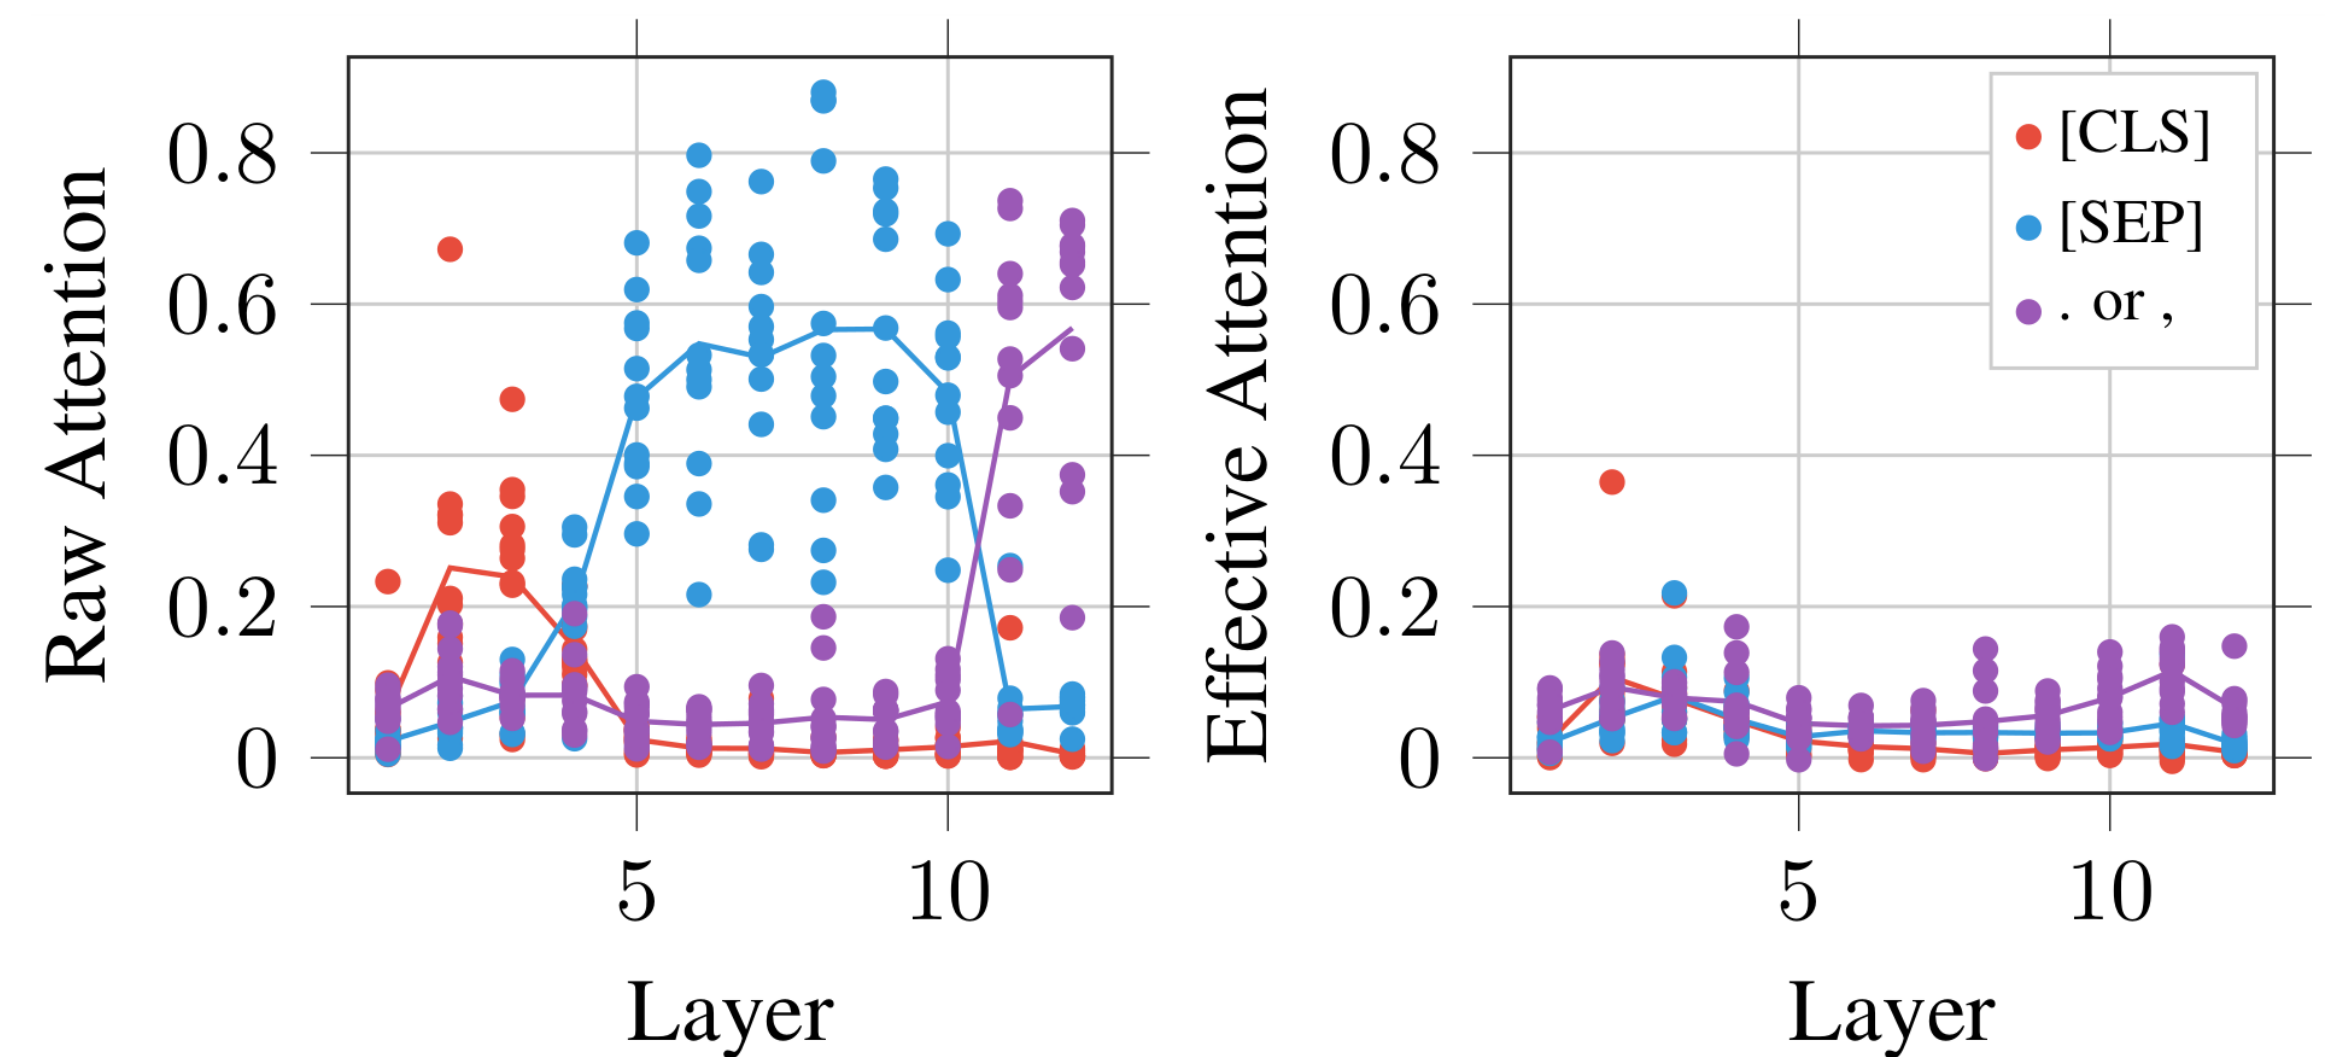 Raw Attention
0.8
0.6
0.4
0.2
0
5 10
Layer
Effective Attention
0.8
0.6
0.4
0.2
0
5 10
Layer
[CLS]
[SEP]
. or ,